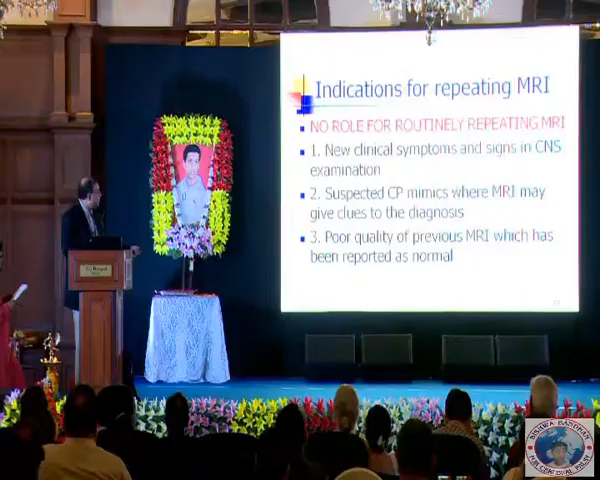 Indications for repeating MRI
NO ROLE FOR ROUTINELY REPEATING MRI
1. New clinical symptoms and signs in CNS
examination
2. Suspected CP mimics where MRI may
give clues to the diagnosis
3. Poor quality of previous MRI which has
been reported as normal